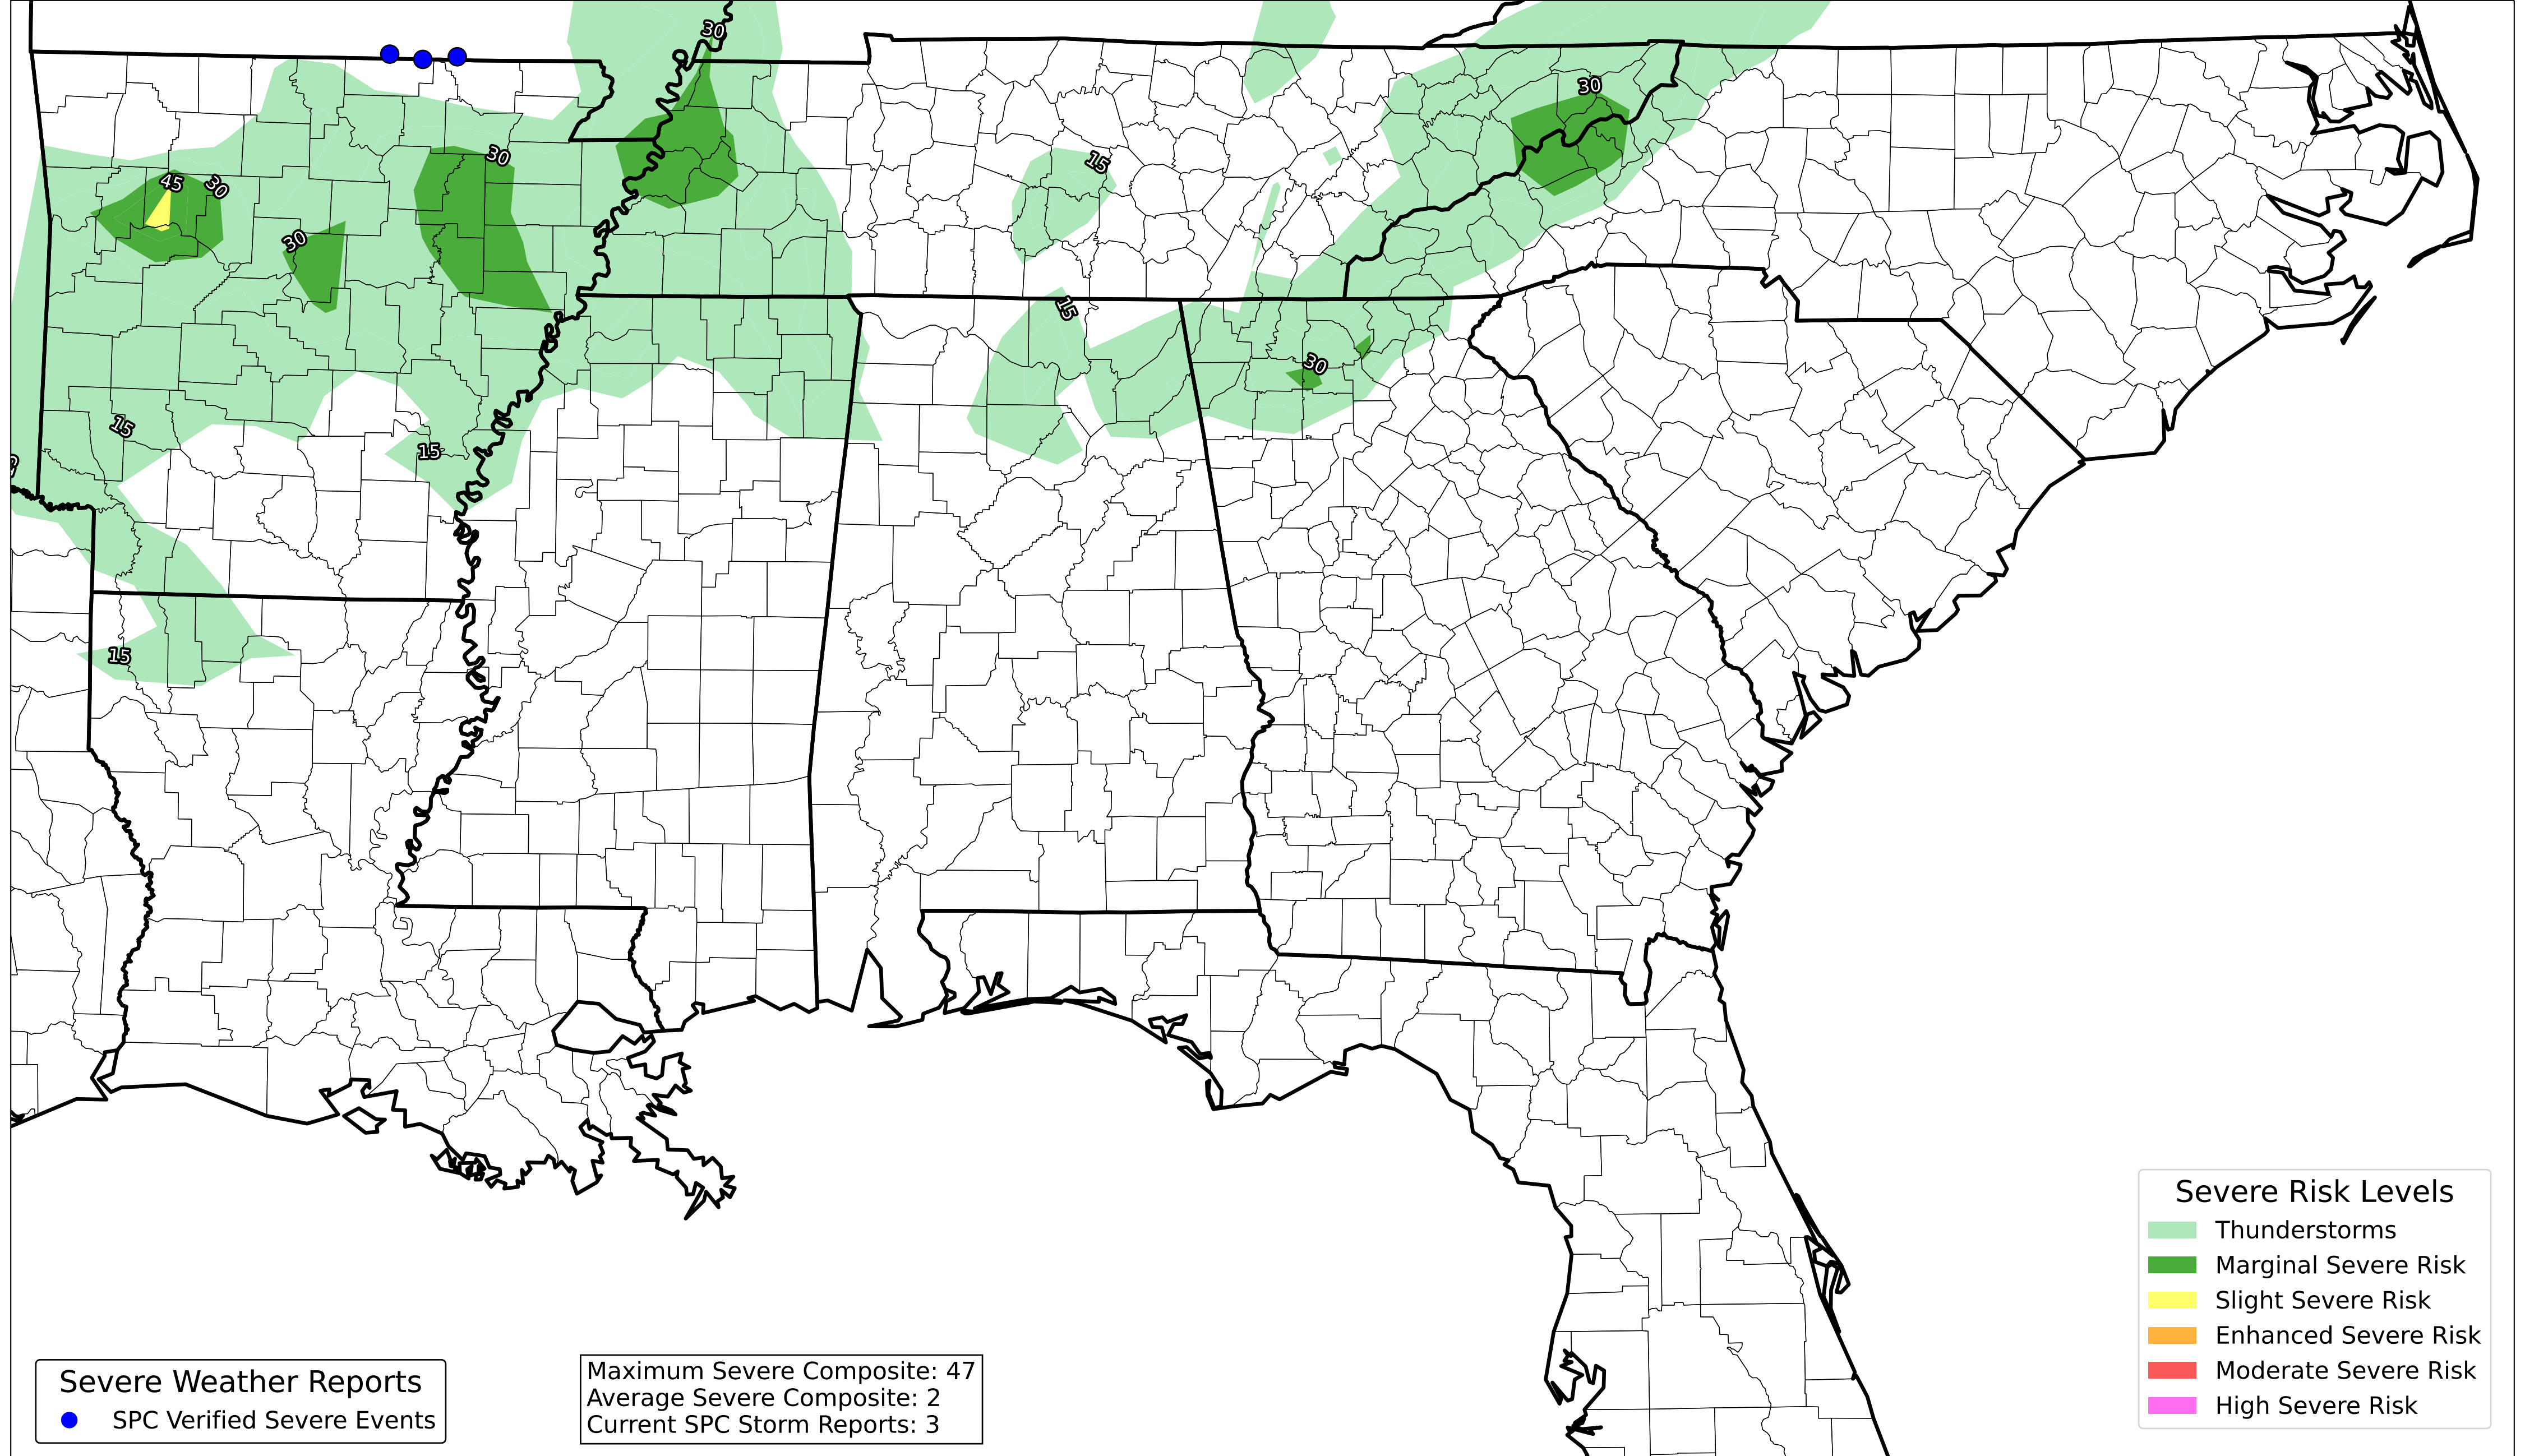 30
30
30
15
45
30
30
15
30
15
15
15
Severe Risk Levels
Thunderstorms
Marginal Severe Risk
Slight Severe Risk
Enhanced Severe Risk
Moderate Severe Risk
High Severe Risk
Maximum Severe Composite: 47
Average Severe Composite: 2
Current SPC Storm Reports: 3
Severe Weather Reports
SPC Verified Severe Events